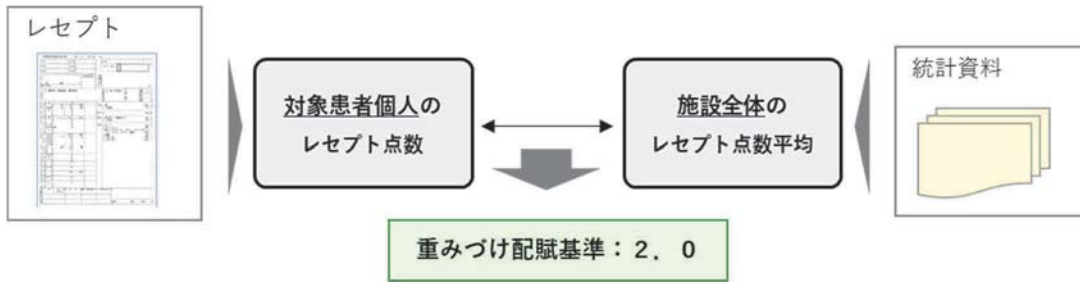 レセプト
対象患者個人の
レセプト点数
施設全体の
レセプト点数平均
統計資料
重みづけ配賦基準：２．０